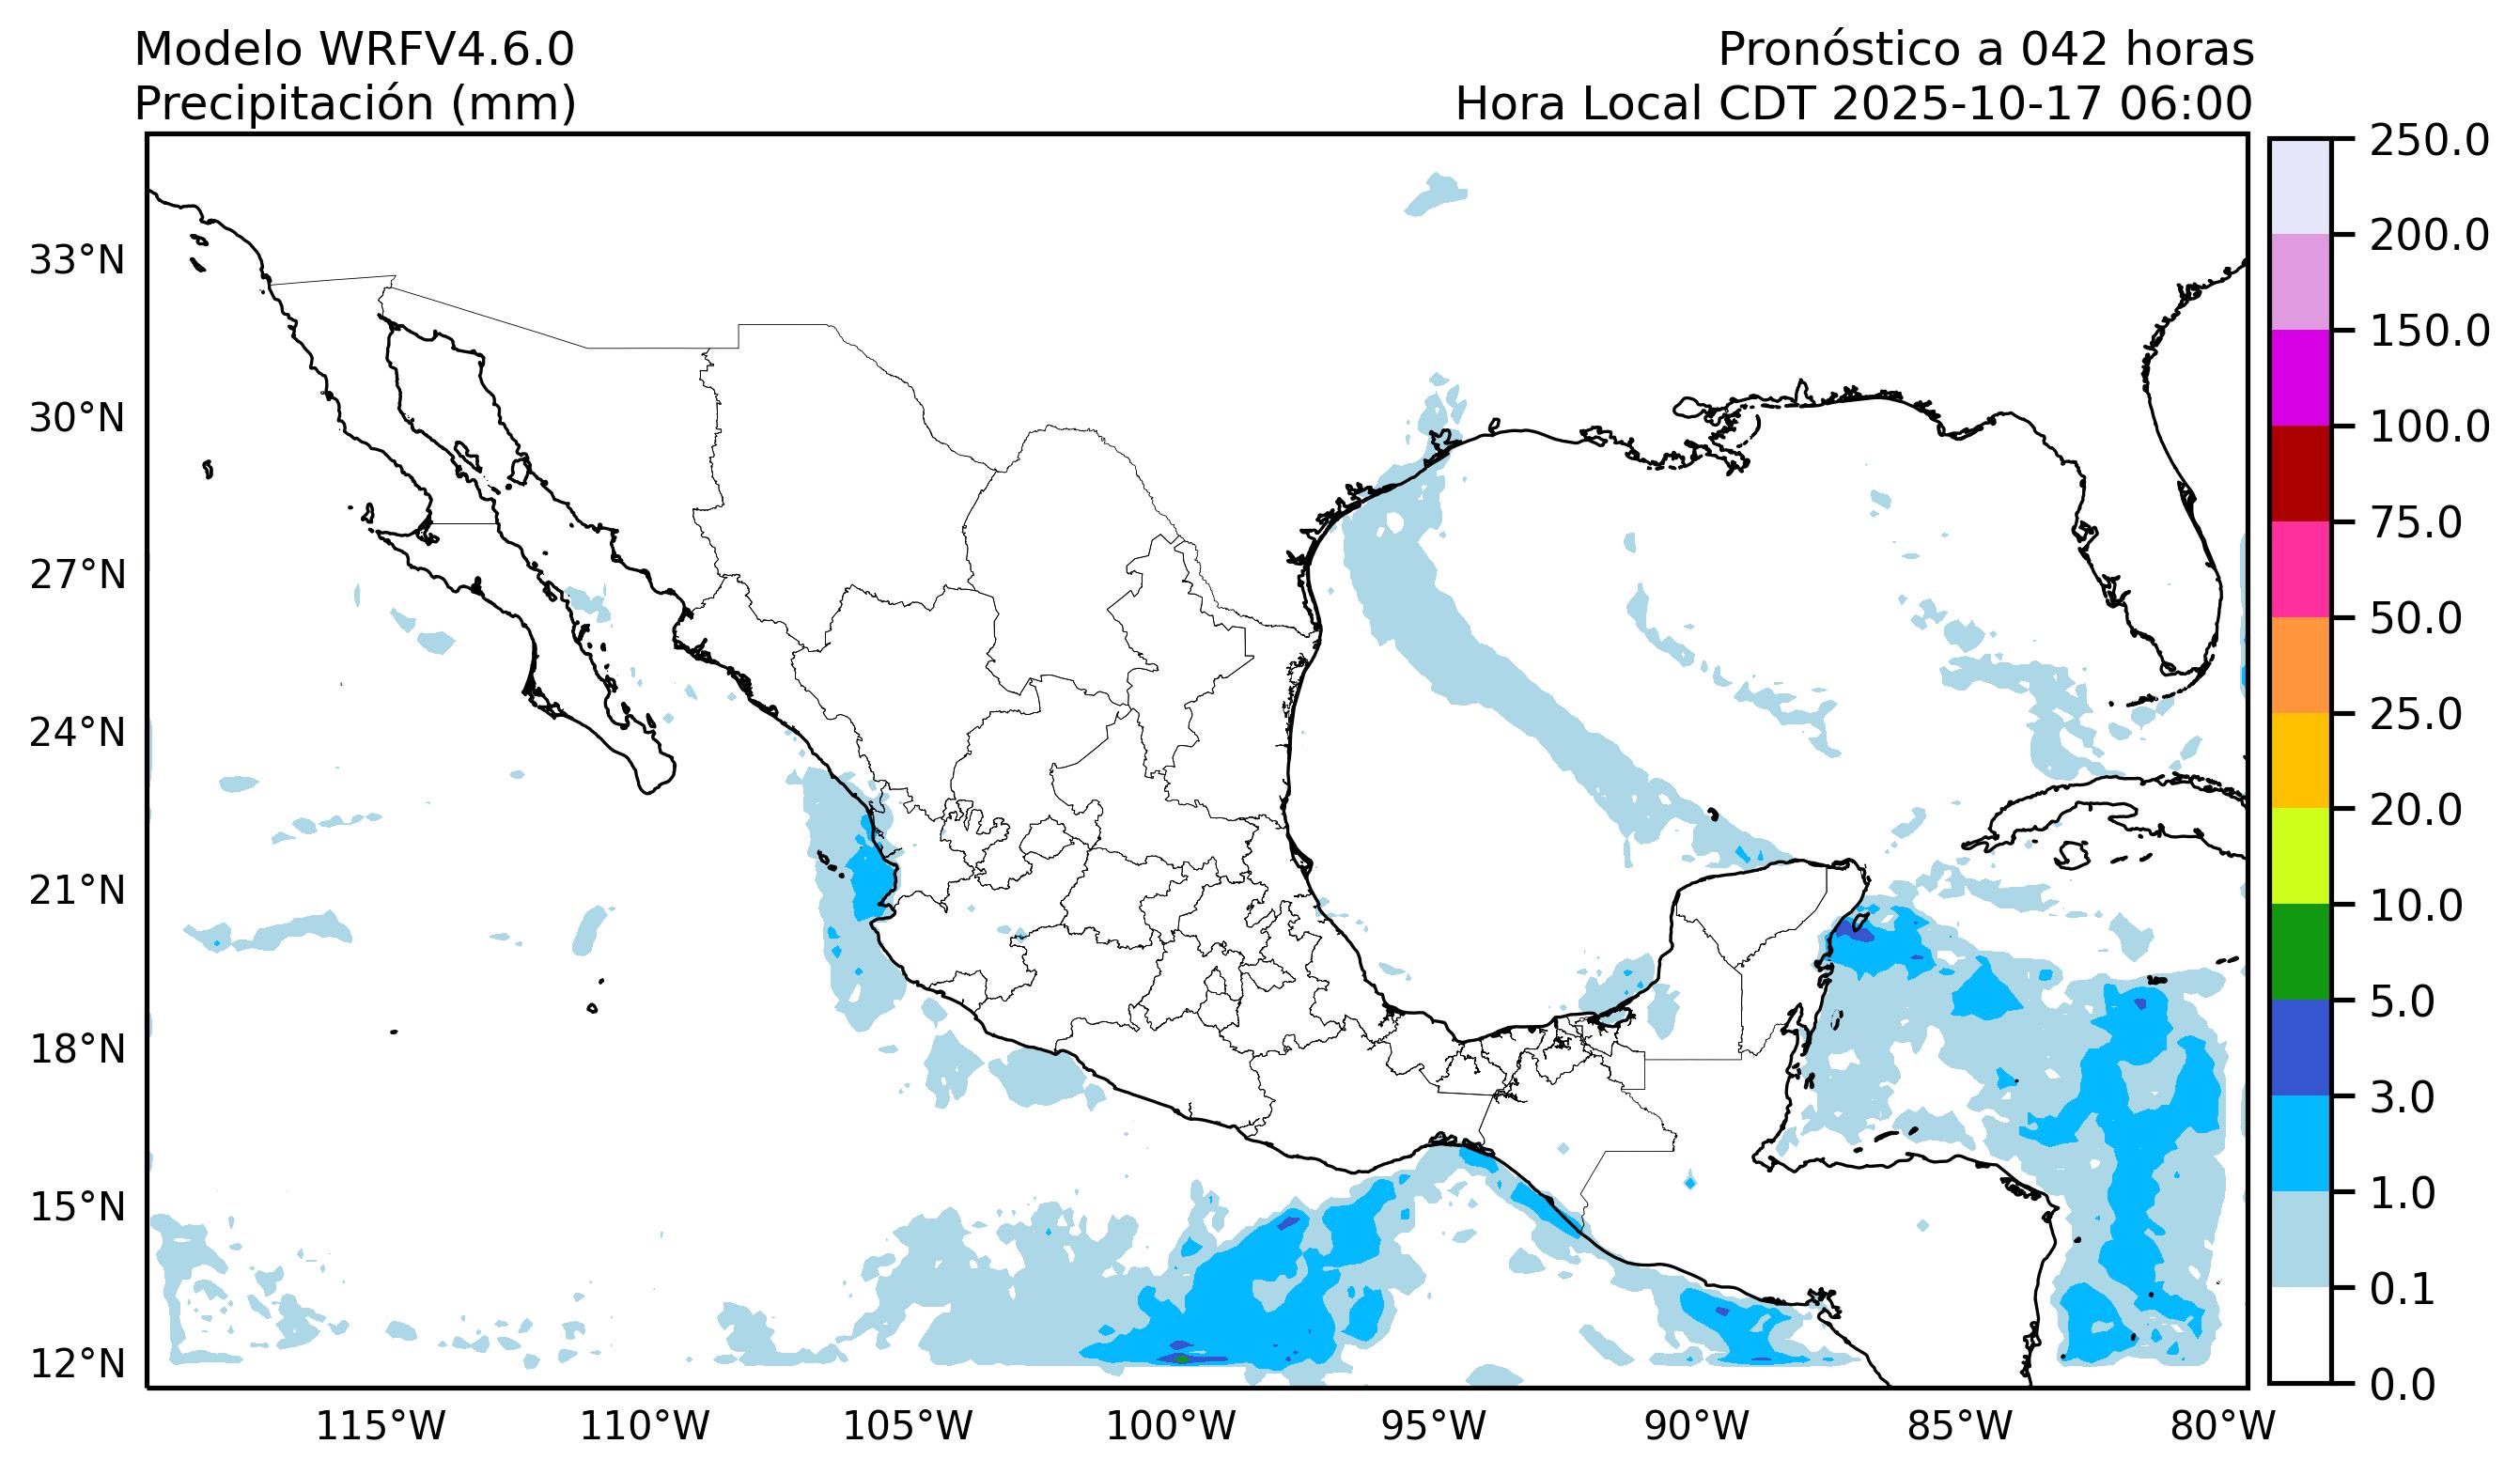 Modelo WRFV4.6.0
Precipitación (mm)
Pronóstico a 042 horas
Hora Local CDT 2025-10-17 06:00
33°N
30°N
27°N
24°N
21°N
18°N
15°N
12°N
115°W
110°W
105°W
100°W
95°W
90°W
85°W
80°W
250.0
200.0
150.0
100.0
75.0
50.0
25.0
20.0
10.0
5.0
3.0
1.0
0.1
0.0